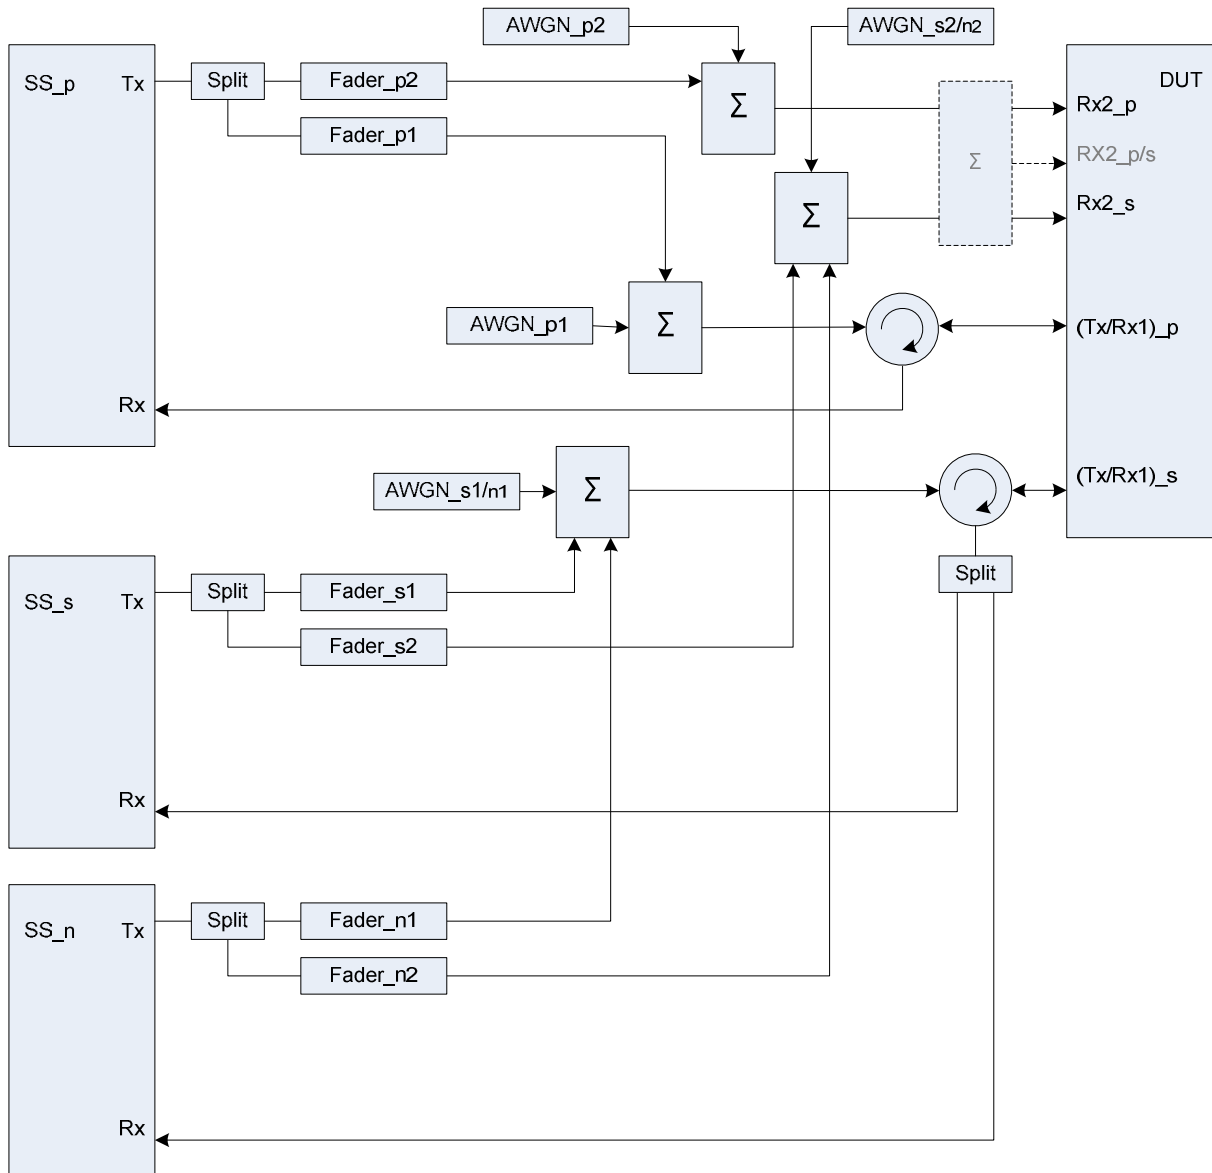 AWGN_p2
AWGN_s2/n2
SS_p
Tx
Split
Fader_p2
Σ
DUT
Rx2_p
Fader_p1
Σ
RX2_p/s
Σ
Rx2_s
AWGN_p1
Σ
(Tx/Rx1)_p
Rx
AWGN_s1/n1
Σ
(Tx/Rx1)_s
SS_s
Tx
Split
Fader_s1
Split
Fader_s2
Rx
SS_n
Tx
Split
Fader_n1
Fader_n2
Rx